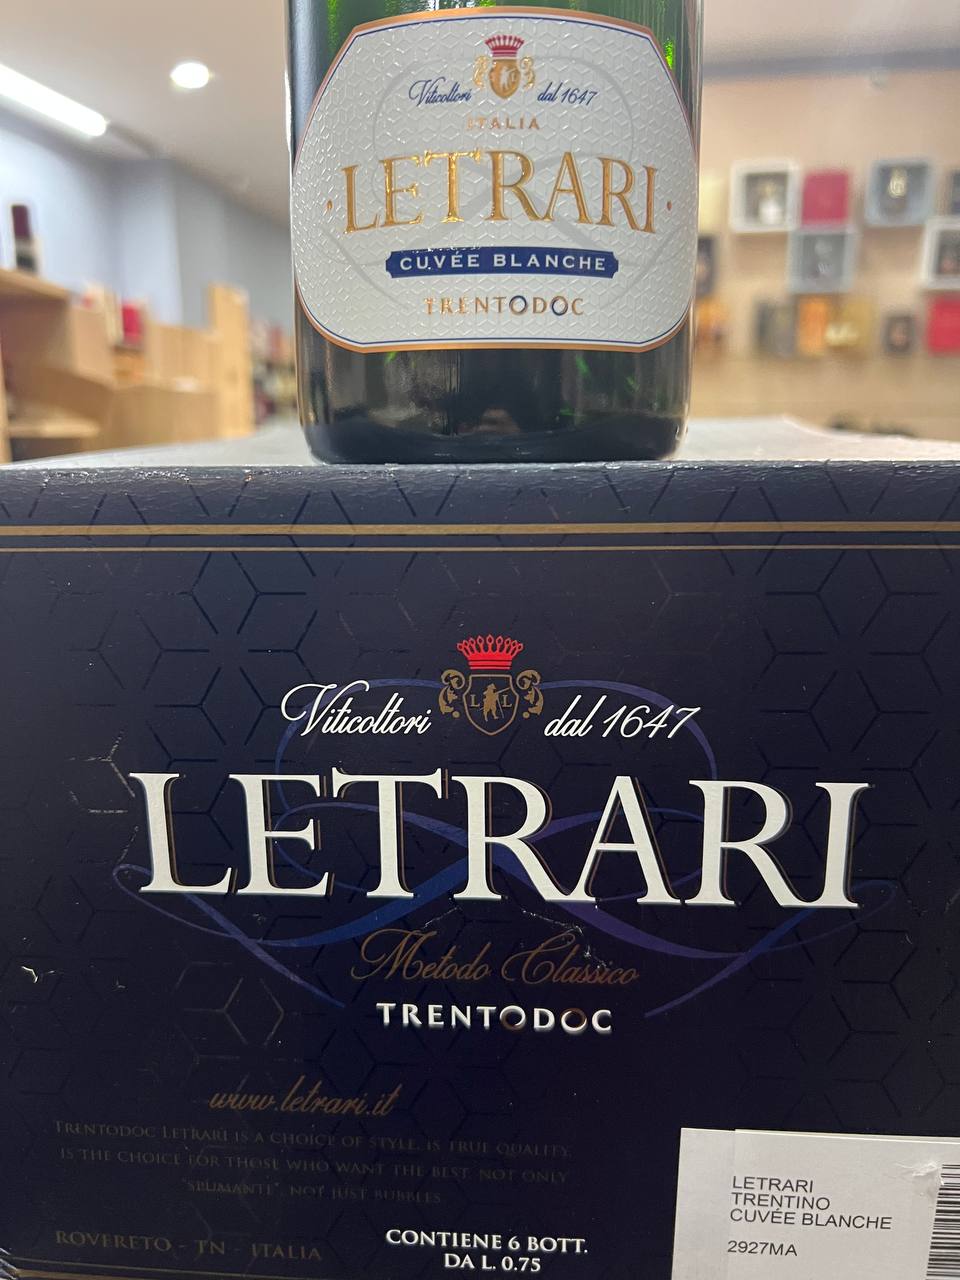 Viticoltori dal 1647
ITALIA
LETRARI
CUVÉE BLANCHE
TRENTODOC
Viticoltori L L dal 1647
LETRARI
Metodo Classico
TRENTODOC
www.letrari.it
TRENTODOC LETRARI IS A CHOICE OF STYLE, IS TRUE QUALITY,
IS THE CHOICE FOR THOSE WHO WANT THE BEST, NOT ONLY
"SPUMANTE", NOT JUST BUBBLES
ROVERETO - TN - ITALIA
CONTIENE 6 BOTT.
DA L. 0.75
LETRARI
TRENTINO
CUVÉE BLANCHE
2927MA